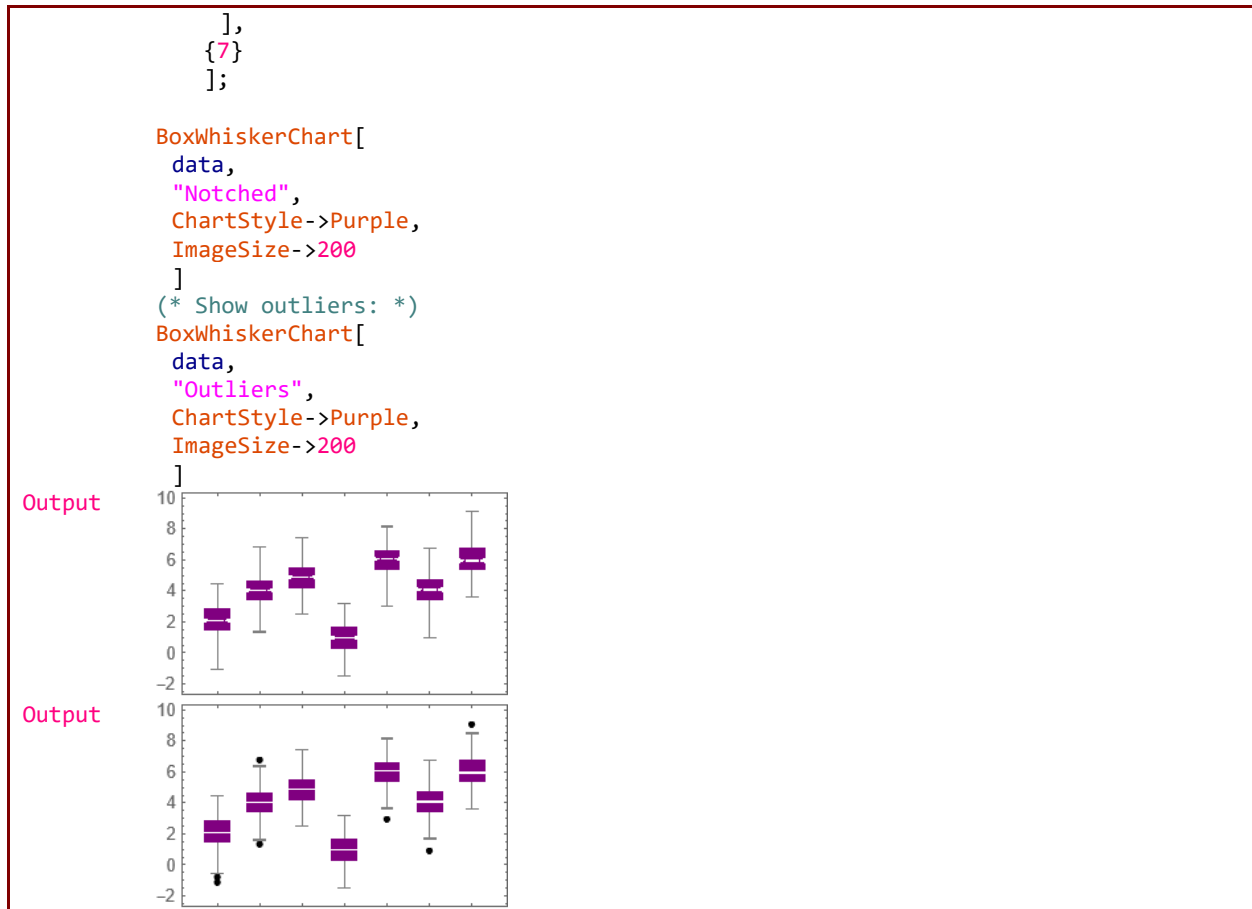 ],
{7}
];
BoxWhiskerChart[
data,
"Notched",
ChartStyle->Purple,
ImageSize->200
]
(* Show outliers: *)
BoxWhiskerChart[
data,
"Outliers",
ChartStyle->Purple,
ImageSize->200
]
Output
10
8
6
4
2
0
−2
Output
10
8
6
4
2
0
−2